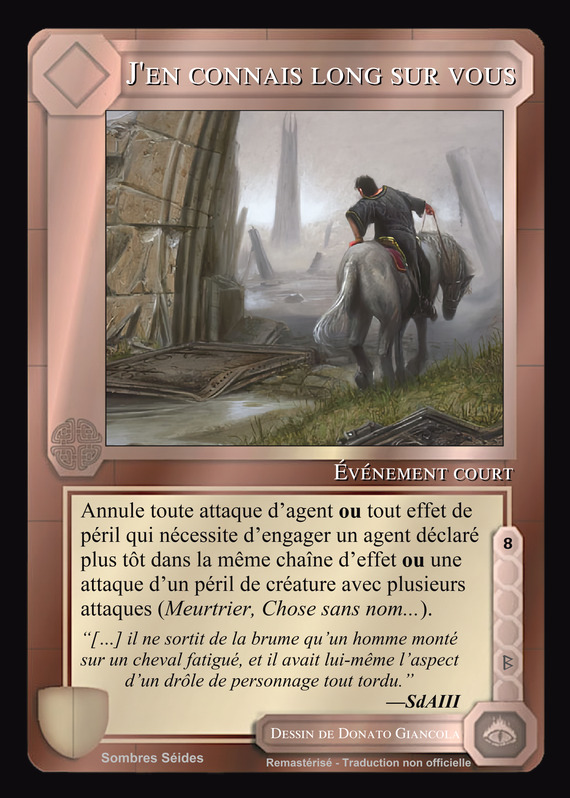 J'EN CONNAIS LONG SUR VOUS
ÉVÉNEMENT COURT
Annule toute attaque d'agent ou tout effet de
péril qui nécessite d'engager un agent déclaré
plus tôt dans la même chaîne d'effet ou une
attaque d'un péril de créature avec plusieurs
attaques (Meurtrier, Chose sans nom...).
8
“[...] il ne sortit de la brume qu'un homme monté
sur un cheval fatigué, et il avait lui-même l'aspect
d'un drôle de personnage tout tordu.”
—SdAIII
ᛒ
DESSIN DE DONATO GIANCOLA
Sombres Séides
Remastérisé - Traduction non officielle